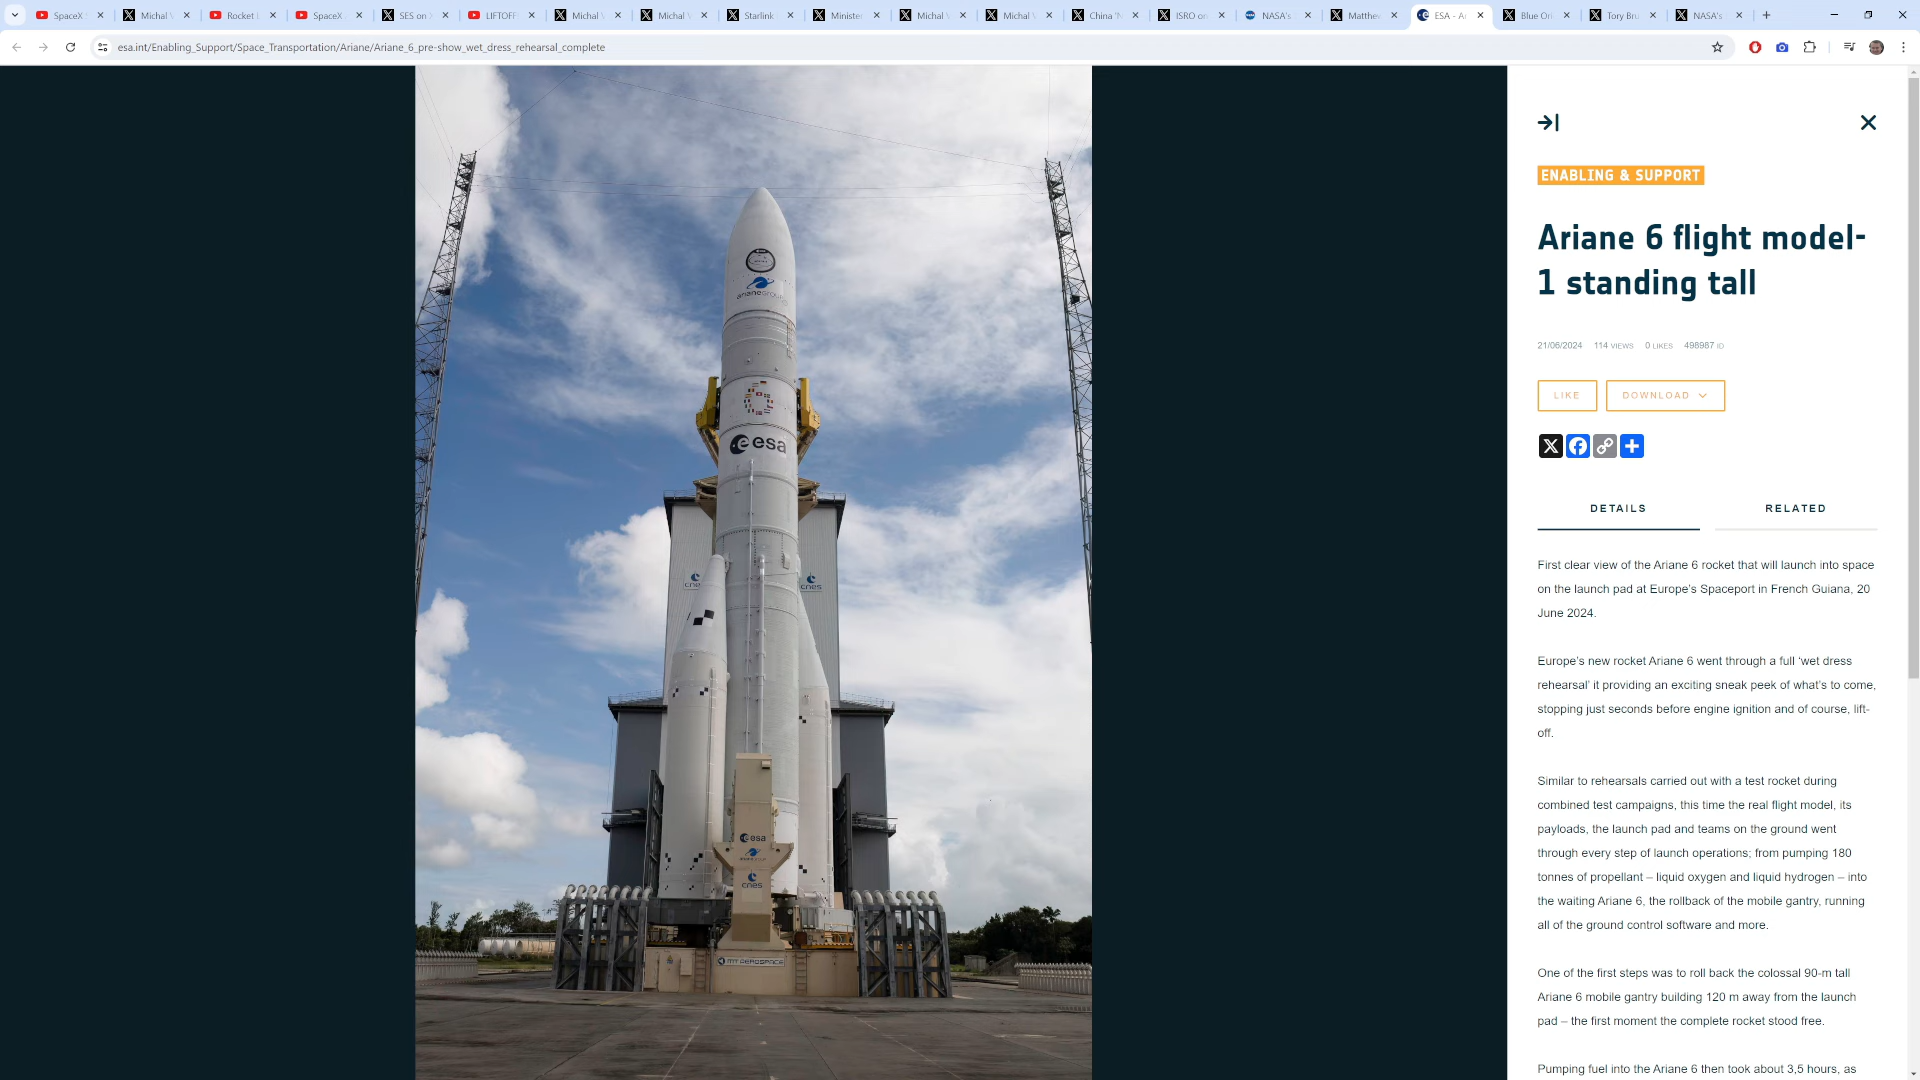 SpaceX
Michal
Rocket L
SpaceX
SES on
LIFTOFF
Michal
Michal
Starlink
Minister
Michal
Michal
China 'M
ISRO on
NASA's
Matthew
ESA - Ar
Blue Ori
Tory Bru
NASA's
esa.int/Enabling_Support/Space_Transportation/Ariane/Ariane_6_pre-show_wet_dress_rehearsal_complete
arianegroup
esa
cnes
cnes
esa
arianegroup
cnes
MT AEROSPACE
ENABLING & SUPPORT
Ariane 6 flight model-
1 standing tall
21/06/2024 114 VIEWS 0 LIKES 498987 ID
LIKE DOWNLOAD
DETAILS RELATED
First clear view of the Ariane 6 rocket that will launch into space
on the launch pad at Europe's Spaceport in French Guiana, 20
June 2024.
Europe's new rocket Ariane 6 went through a full 'wet dress
rehearsal' it providing an exciting sneak peek of what's to come,
stopping just seconds before engine ignition and of course, lift-
off.
Similar to rehearsals carried out with a test rocket during
combined test campaigns, this time the real flight model, its
payloads, the launch pad and teams on the ground went
through every step of launch operations; from pumping 180
tonnes of propellant – liquid oxygen and liquid hydrogen – into
the waiting Ariane 6, the rollback of the mobile gantry, running
all of the ground control software and more.
One of the first steps was to roll back the colossal 90-m tall
Ariane 6 mobile gantry building 120 m away from the launch
pad – the first moment the complete rocket stood free.
Pumping fuel into the Ariane 6 then took about 3,5 hours, as